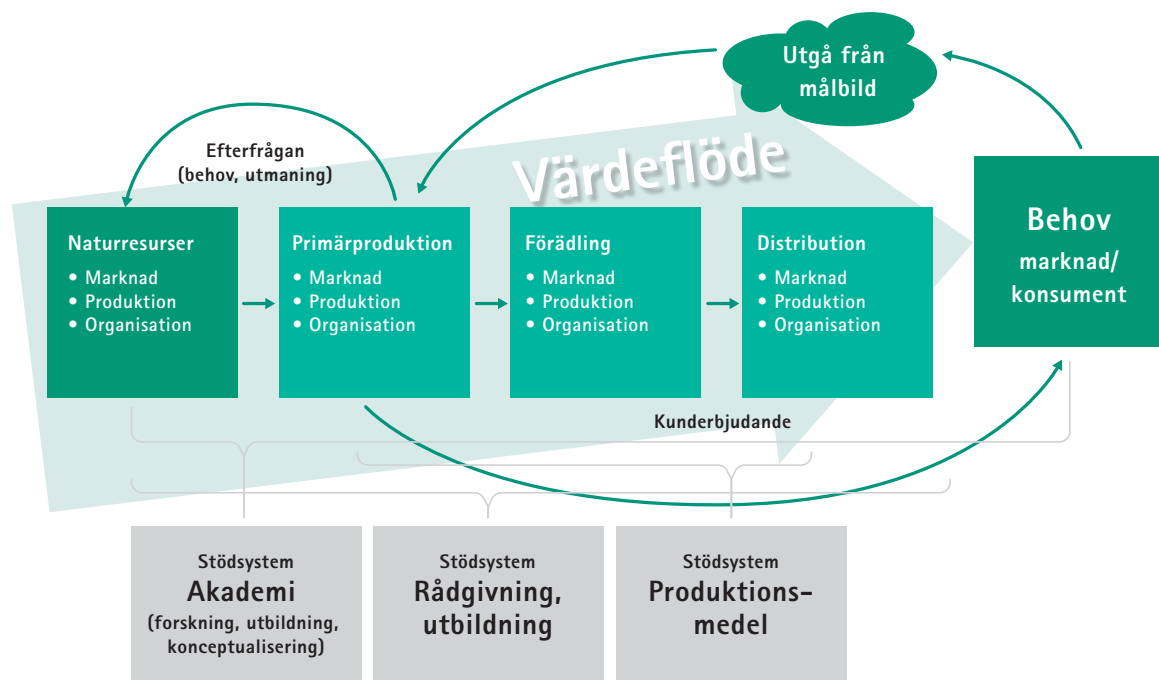 Utgå från
målbild
Efterfrågan
(behov, utmaning)
Värdeflöde
Naturresurser
• Marknad
• Produktion
• Organisation
Primärproduktion
• Marknad
• Produktion
• Organisation
Förädling
• Marknad
• Produktion
• Organisation
Distribution
• Marknad
• Produktion
• Organisation
Behov
marknad/
konsument
Kunderbjudande
Stödsystem
Akademi
(forskning, utbildning,
konceptualisering)
Stödsystem
Rådgivning,
utbildning
Stödsystem
Produktions-
medel